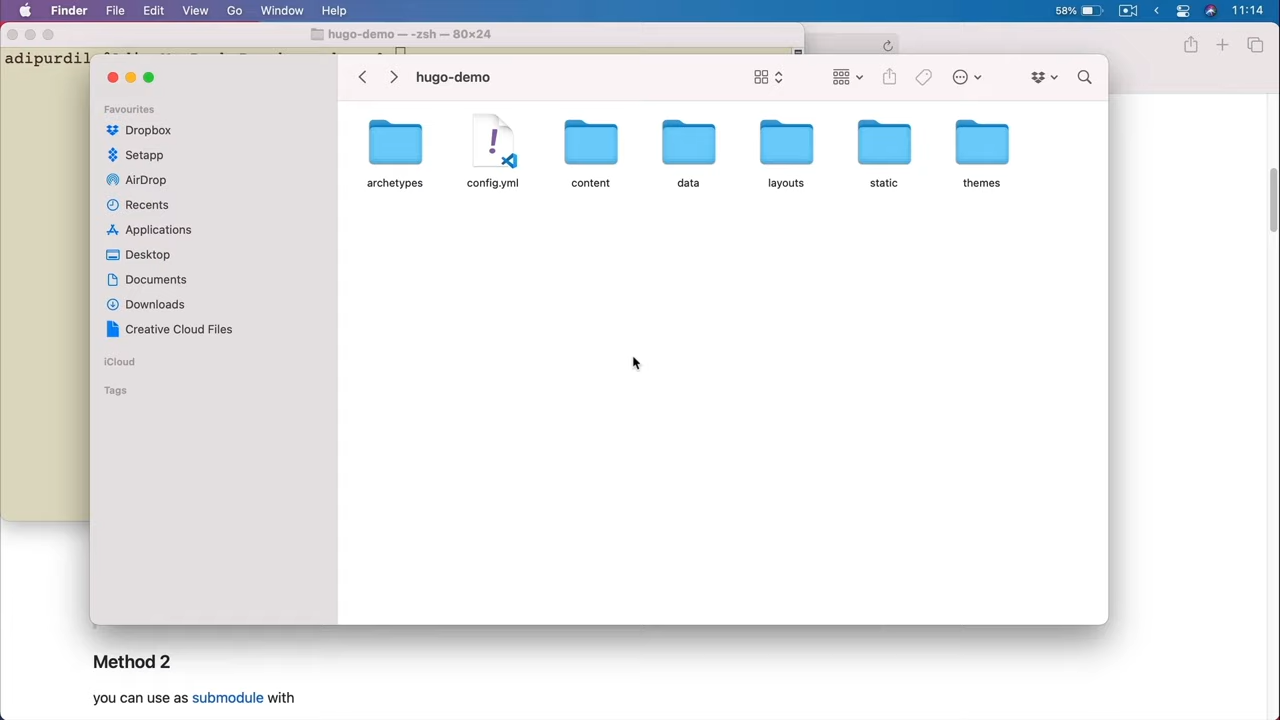 Finder File Edit View Go Window Help 58% 11:14
hugo-demo — -zsh — 80×24
adipurdil
hugo-demo
Favourites
Dropbox
Setapp
AirDrop
Recents
Applications
Desktop
Documents
Downloads
Creative Cloud Files
iCloud
Tags
archetypes config.yml content data layouts static themes
Method 2
you can use as submodule with